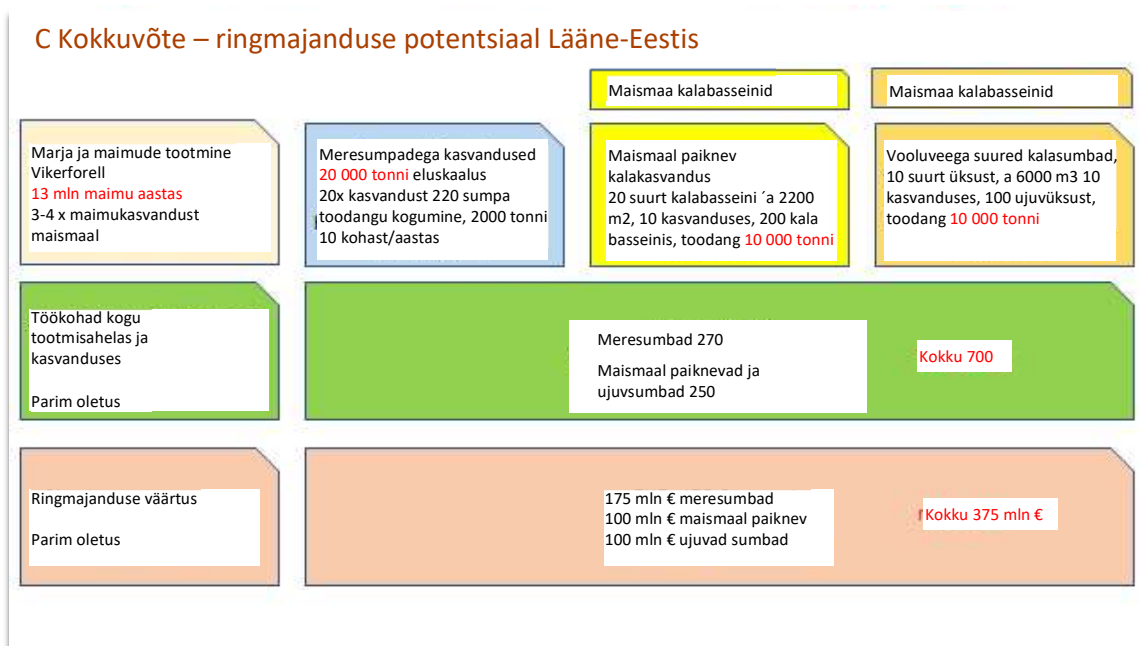 C Kokkuvõte – ringmajanduse potentsiaal Lääne-Eestis
Maismaa kalabasseinid
Maismaa kalabasseinid
Marja ja maimude tootmine
Vikerforell
13 mln maimu aastas
3-4 x maimukasvandust
maismaal
Meresumpadega kasvandused
20 000 tonni eluskaalus
20x kasvandust 220 sumpa
toodangu kogumine, 2000 tonni
10 kohast/aastas
Maismaal paiknev
kalakasvandus
20 suurt kalabasseini ´a 2200
m2, 10 kasvanduses, 200 kala
basseinis, toodang 10 000 tonni
Vooluveega suured kalasumbad,
10 suurt üksust, a 6000 m3 10
kasvanduses, 100 ujuvüksust,
toodang 10 000 tonni
Töökohad kogu
tootmisahelas ja
kasvanduses
Parim oletus
Meresumbad 270
Maismaal paiknevad ja
ujuvsumbad 250
Kokku 700
Ringmajanduse väärtus
Parim oletus
175 mln € meresumbad
100 mln € maismaal paiknev
100 mln € ujuvad sumbad
Kokku 375 mln €